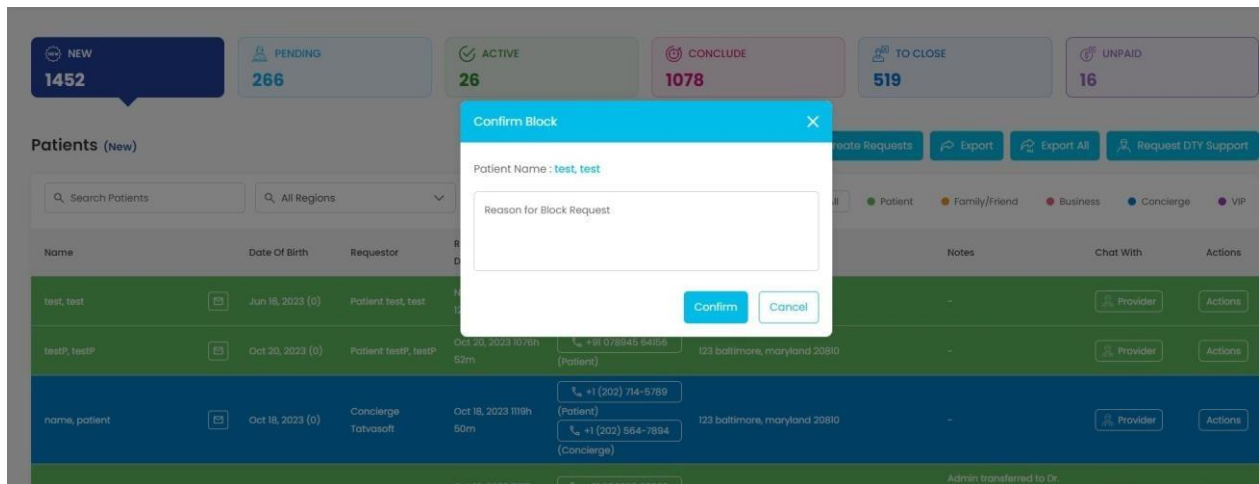 NEW
1452
PENDING
266
ACTIVE
26
CONCLUDE
1078
TO CLOSE
519
UNPAID
16
Confirm Block
Patient Name : test, test
Reason for Block Request
Confirm Cancel
Patients (New)
Export Export All Request DTY Support
Search Patients All Regions Patient Family/Friend Business Concierge VIP
Name Date Of Birth Requestor Notes Chat With Actions
test, test Jun 18, 2023 (0) Patient test, test - Provider Actions
testP, testP Oct 20, 2023 (0) Patient testP, testP Oct 20, 2023 1076h +91 078945 64156 123 baltimore, maryland 20810 - Provider Actions
52m (Patient)
+1 (202) 714-5789
name, patient Oct 18, 2023 (0) Concierge Oct 18, 2023 1119h (Patient) 123 baltimore, maryland 20810 - Provider Actions
Tatvasoft 50m +1 (202) 564-7894
(Concierge)
Admin transferred to Dr.